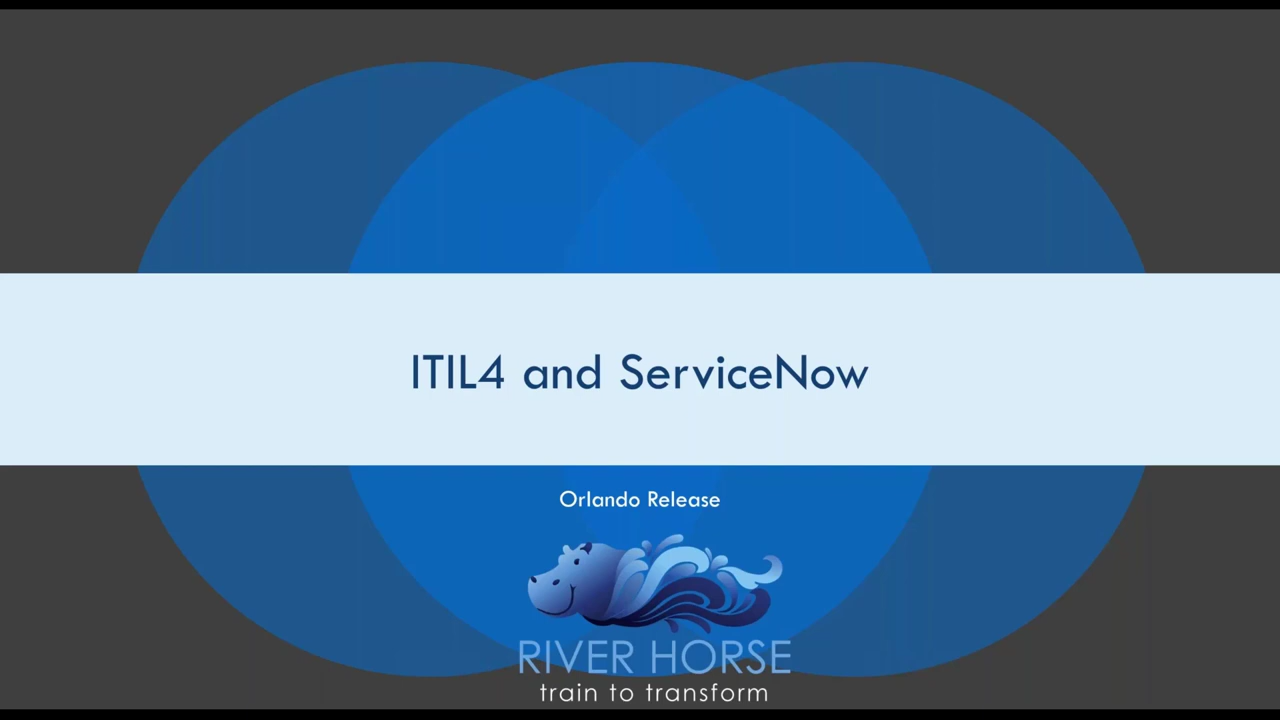 ITIL4 and ServiceNow
Orlando Release
RIVER HORSE
train to transform